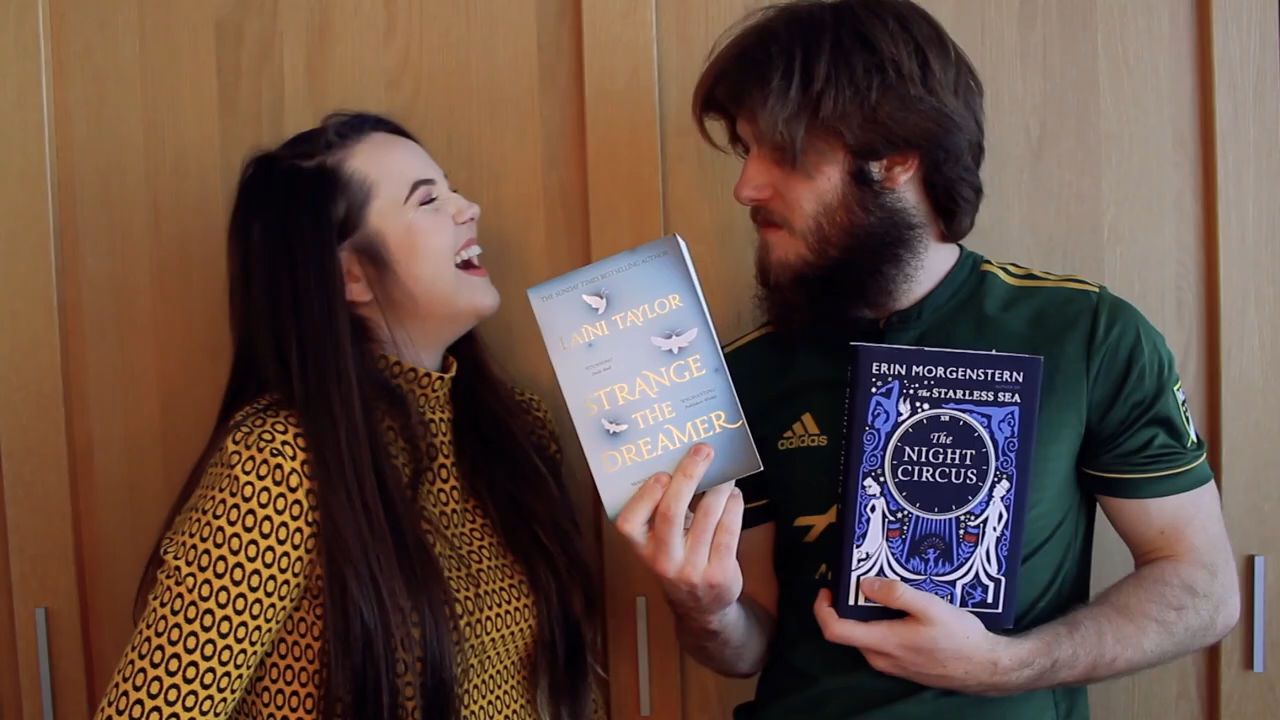 THE SUNDAY TIMES BESTSELLING AUTHOR
LAINI TAYLOR
STRANGE
THE
DREAMER
adidas
ERIN MORGENSTERN
AUTHOR OF
The STARLESS SEA
XII
The
NIGHT
CIRCUS